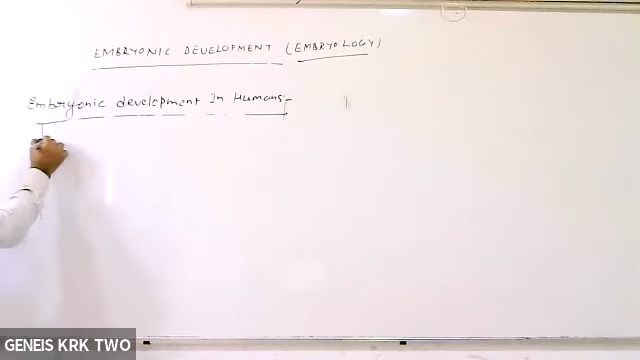 EMBRYONIC DEVELOPMENT (EMBRYOLOGY)
Embryonic development In Humans:-
GENEIS KRK TWO